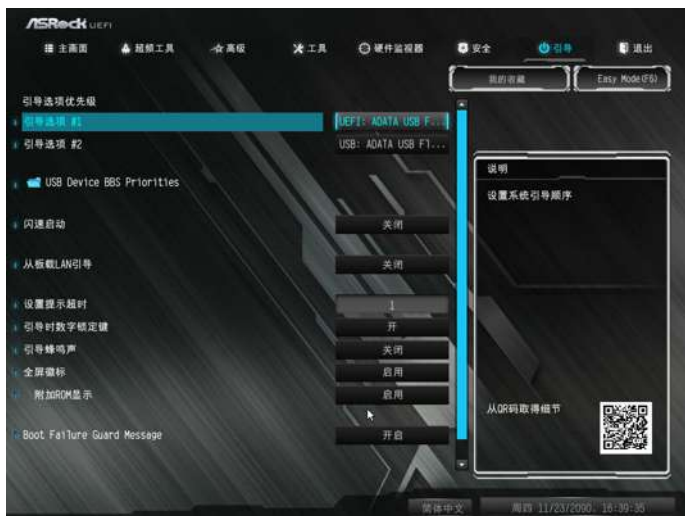 ASRock UEFI
主画面 超频工具 高级 工具 硬件监视器 安全 引导 退出
我的收藏 Easy Mode(F6)
引导选项优先级
引导选项 #1 UEFI: ADATA USB F...
引导选项 #2 USB: ADATA USB Fl...
USB Device BBS Priorities
闪速启动 关闭
从板载LAN引导 关闭
设置提示超时 1
引导时数字锁定键 开
引导蜂鸣声 关闭
全屏徽标 启用
附加ROM显示 启用
Boot Failure Guard Message 开启
说明
设置系统引导顺序
从QR码取得细节
简体中文 周四 11/23/2090, 16:39:35